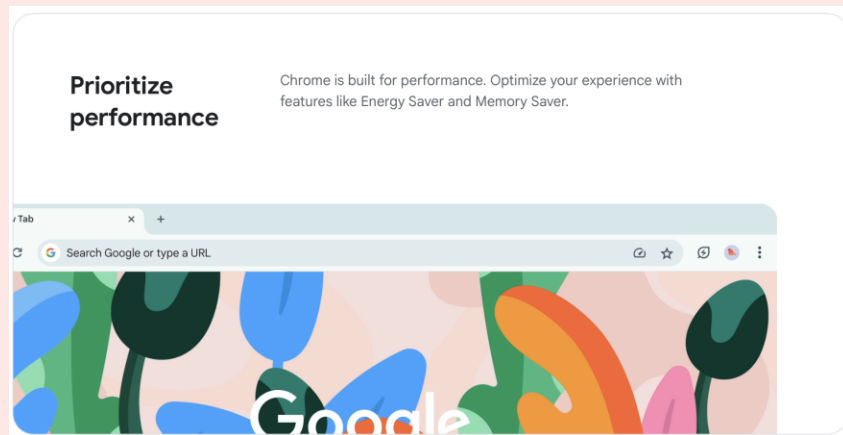 Prioritize
performance
Chrome is built for performance. Optimize your experience with
features like Energy Saver and Memory Saver.
Tab
Search Google or type a URL
Google